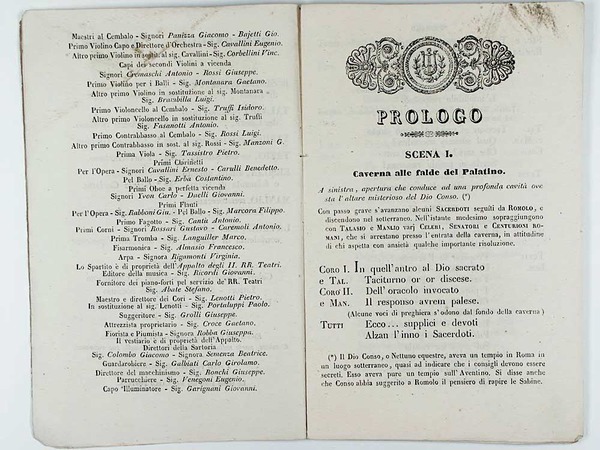 Maestri al Cembalo - Signori Panizza Giacomo - Bajetti Gio.
Primo Violino Capo e Direttore d'Orchestra - Sig. Cavallini Eugenio.
Altro primo Violino in sostit. al sig. Cavallini - Sig. Corbellini Vinc.
Capi dei secondi Violini a vicenda
Signori Cremaschi Antonio - Rossi Giuseppe.
Primo Violino per i Balli - Sig. Montanara Gaetano.
Altro primo Violino in sostituzione al sig. Montanara
Sig. Brambilla Luigi.
Primo Violoncello al Cembalo - Sig. Truffi Isidoro.
Altro primo Violoncello in sostituzione al sig. Truffi
Sig. Fasanotti Antonio.
Primo Contrabbasso al Cembalo - Sig. Rossi Luigi.
Altro primo Contrabbasso in sost. al sig. Rossi - Sig. Manzoni G.
Prima Viola - Sig. Tassistro Pietro.
Primi Clarinetti
Per l'Opera - Signori Cavallini Ernesto - Carulli Benedetto.
Pel Ballo - Sig. Erba Costantino.
Primi Oboe a perfetta vicenda
Signori Yvon Carlo - Daelli Giovanni.
Primi Flauti
Per l'Opera - Sig. Rabboni Giu. - Pel Ballo - Sig. Marcora Filippo.
Primo Fagotto - Sig. Cantù Antonio.
Primi Corni - Signori Rossari Gustavo - Caremoli Antonio.
Prima Tromba - Sig. Languiller Marco.
Fisarmonica - Sig. Almasio Francesco.
Arpa - Signora Rigamonti Virginia.
Lo Spartito è di proprietà dell'Appalto degli II. RR. Teatri.
Editore della musica - Sig. Ricordi Giovanni.
Fornitore dei piano-forti pel servizio de' RR. Teatri
Sig. Abate Stefano.
Maestro e direttore dei Cori - Sig. Lenotti Pietro.
In sostituzione al sig. Lenotti - Sig. Portaluppi Paolo.
Suggeritore - Sig. Grolli Giuseppe.
Attrezzista proprietario - Sig. Croce Gaetano.
Fiorista e Piumista - Signora Robba Giuseppa.
Il vestiario è di proprietà dell'Appalto.
Direttori della Sartoria
Sig. Colombo Giacomo - Signora Semenza Beatrice.
Guardarobiere - Sig. Galbiati Carlo Girolamo.
Direttore del macchinismo - Sig. Ronchi Giuseppe.
Parrucchiere - Sig. Venegoni Eugenio.
Capo Illuminatore - Sig. Garignani Giovanni.
PROLOGO
SCENA I.
Caverna alle falde del Palatino.
A sinistra, apertura che conduce ad una profonda cavità ove
sta l'altare misterioso del Dio Conso. (*)
Con passo grave s'avanzano alcuni SACERDOTI seguiti da ROMOLO, e
discendono nel sotterraneo. Nell'istante medesimo sopraggiungono
con TALASIO e MANLIO varj CELERI, SENATORI e CENTURIONI RO-
MANI, che si arrestano presso l'entrata della caverna, in attitudine
di chi aspetta con ansietà qualche importante risoluzione.
CORO I. In quell'antro al Dio sacrato
e TAL. Taciturno or or discese.
CORO II. Dell'oracolo invocato
e MAN. Il responso avrem palese.
(Alcune voci di preghiera s'odono dal fondo della caverna)
TUTTI Ecco... supplici e devoti
Alzan l'inno i Sacerdoti.
(*) Il Dio Conso, o Nettuno equestre, aveva un tempio in Roma in
un luogo sotterraneo, quasi ad indicare che i consigli devono essere
secreti. Esso aveva pure un tempio sull'Aventino. Si disse anche
che Conso abbia suggerito a Romolo il pensiero di rapire le Sabine.